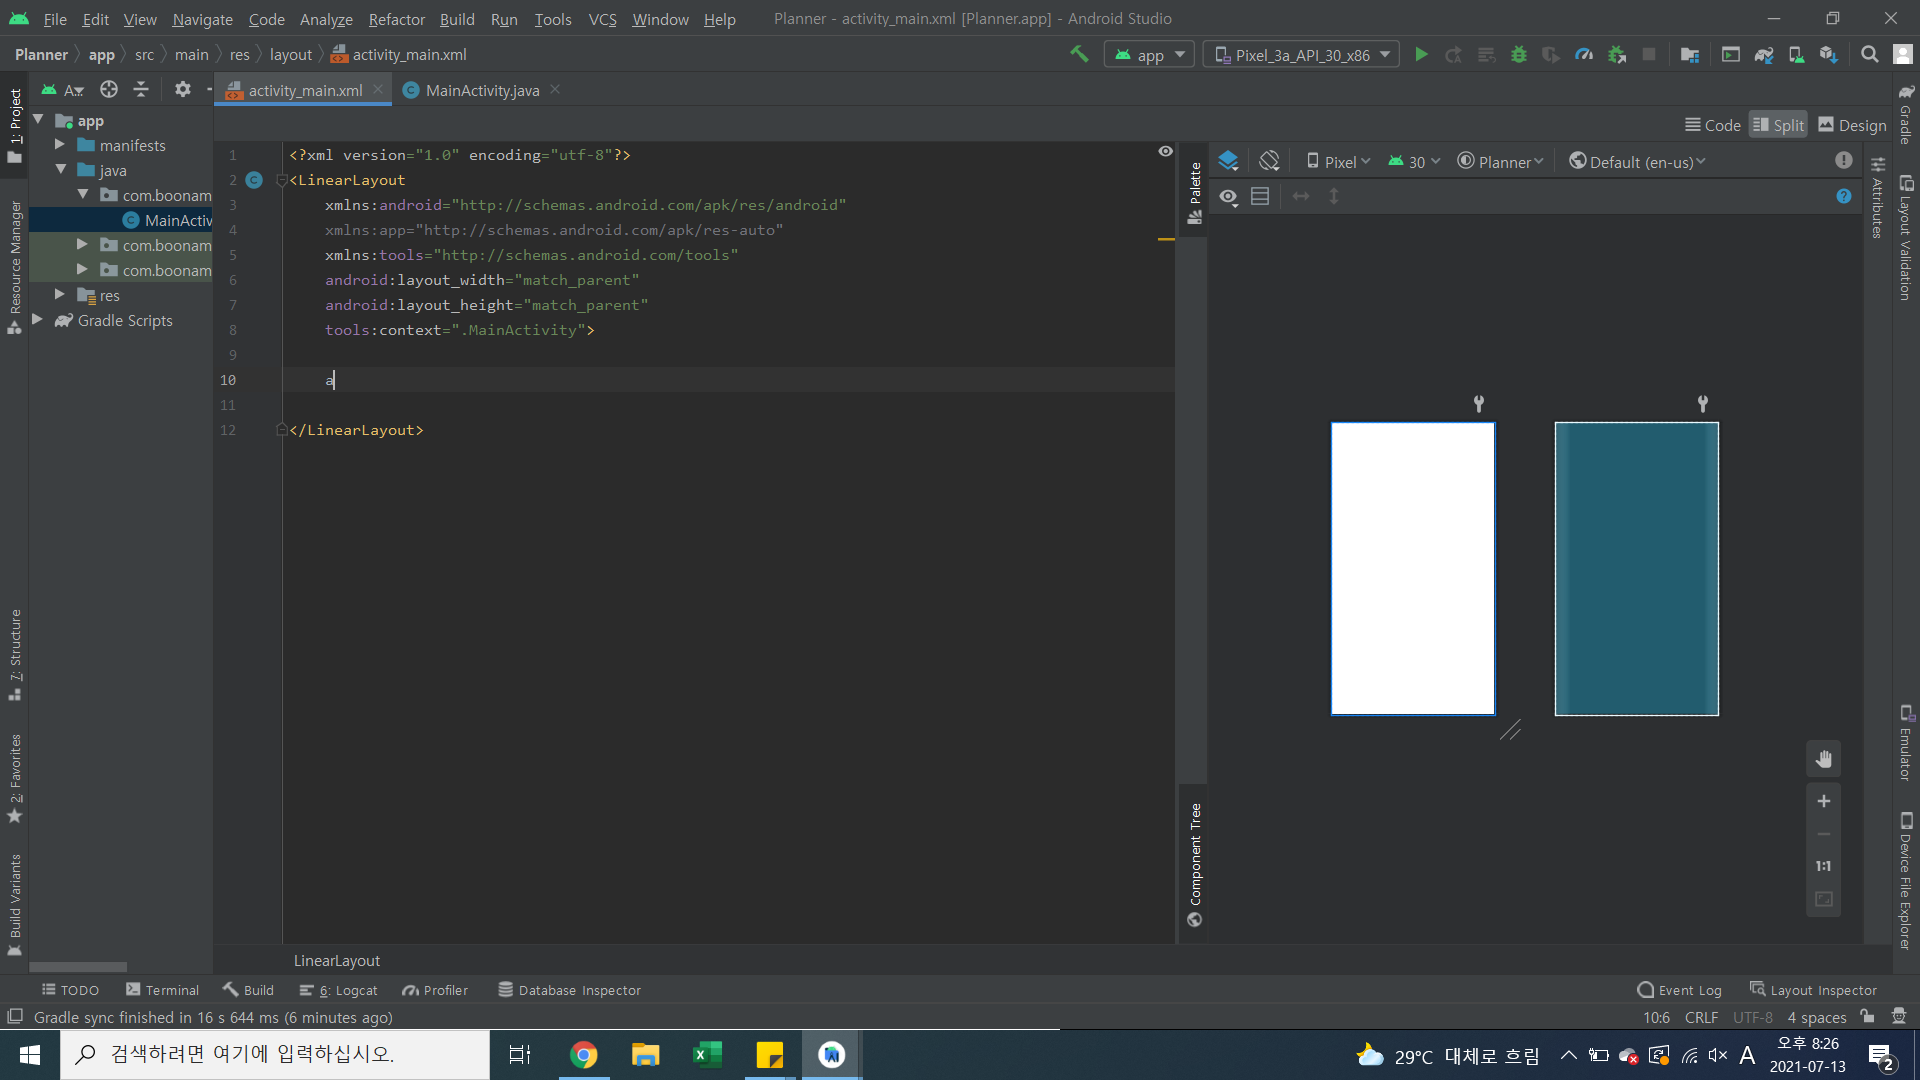 File Edit View Navigate Code Analyze Refactor Build Run Tools VCS Window Help Planner - activity_main.xml [Planner.app] - Android Studio
Planner app src main res layout activity_main.xml app Pixel_3a_API_30_x86
A activity_main.xml MainActivity.java
Code Split Design
1: Project
Resource Manager
7: Structure
2: Favorites
Build Variants
app
manifests
java
com.boonam
MainActiv
com.boonam
com.boonam
res
Gradle Scripts
1 <?xml version="1.0" encoding="utf-8"?>
2 <LinearLayout
3 xmlns:android="http://schemas.android.com/apk/res/android"
4 xmlns:app="http://schemas.android.com/apk/res-auto"
5 xmlns:tools="http://schemas.android.com/tools"
6 android:layout_width="match_parent"
7 android:layout_height="match_parent"
8 tools:context=".MainActivity">
9
10 a
11
12 </LinearLayout>
Palette
Component Tree
Pixel 30 Planner Default (en-us)
1:1
Attributes
Gradle
Layout Validation
Emulator
Device File Explorer
LinearLayout
TODO Terminal Build 6: Logcat Profiler Database Inspector Event Log Layout Inspector
Gradle sync finished in 16 s 644 ms (6 minutes ago) 10:6 CRLF UTF-8 4 spaces
검색하려면 여기에 입력하십시오. 29°C 대체로 흐림 A 오후 8:26
2021-07-13 2